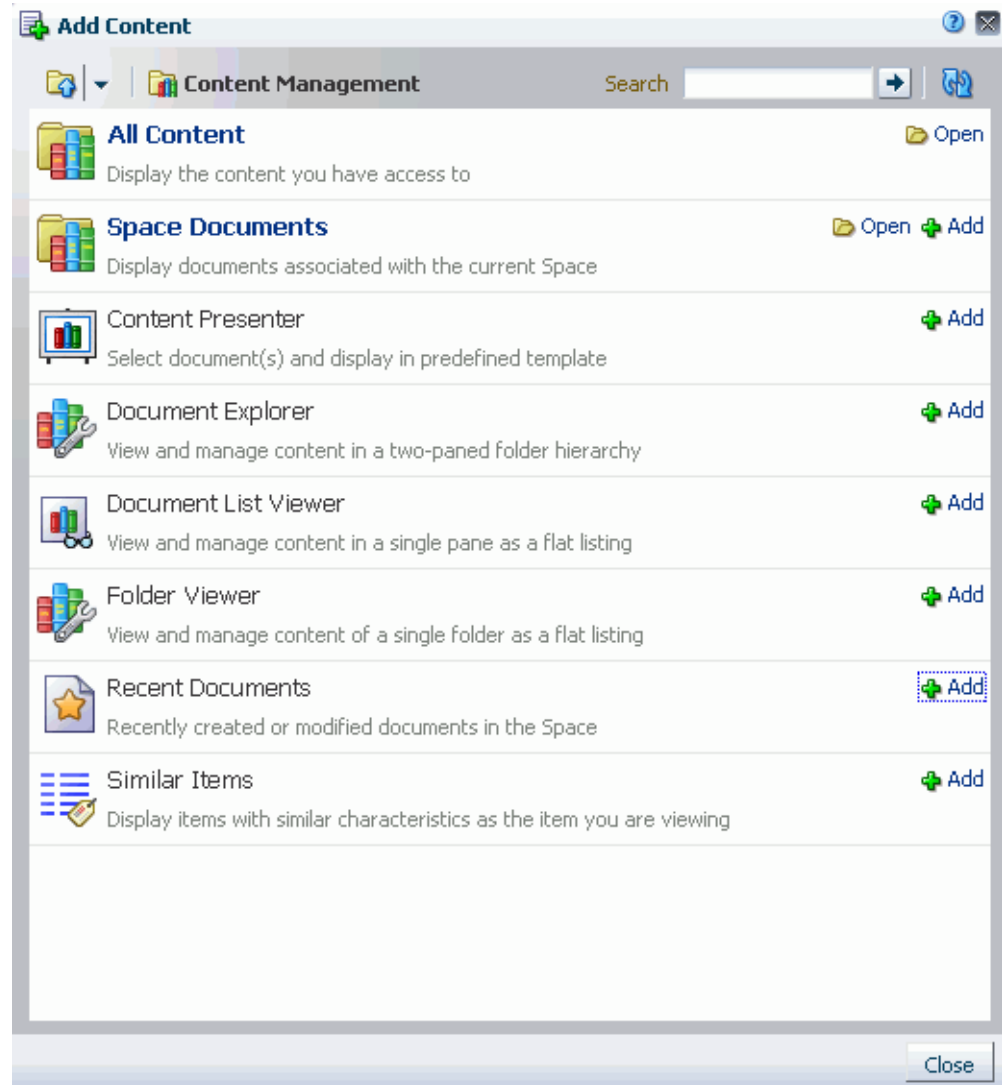 Add Content
Content Management Search
All Content Open
Display the content you have access to
Space Documents Open Add
Display documents associated with the current Space
Content Presenter Add
Select document(s) and display in predefined template
Document Explorer Add
View and manage content in a two-paned folder hierarchy
Document List Viewer Add
View and manage content in a single pane as a flat listing
Folder Viewer Add
View and manage content of a single folder as a flat listing
Recent Documents Add
Recently created or modified documents in the Space
Similar Items Add
Display items with similar characteristics as the item you are viewing
Close